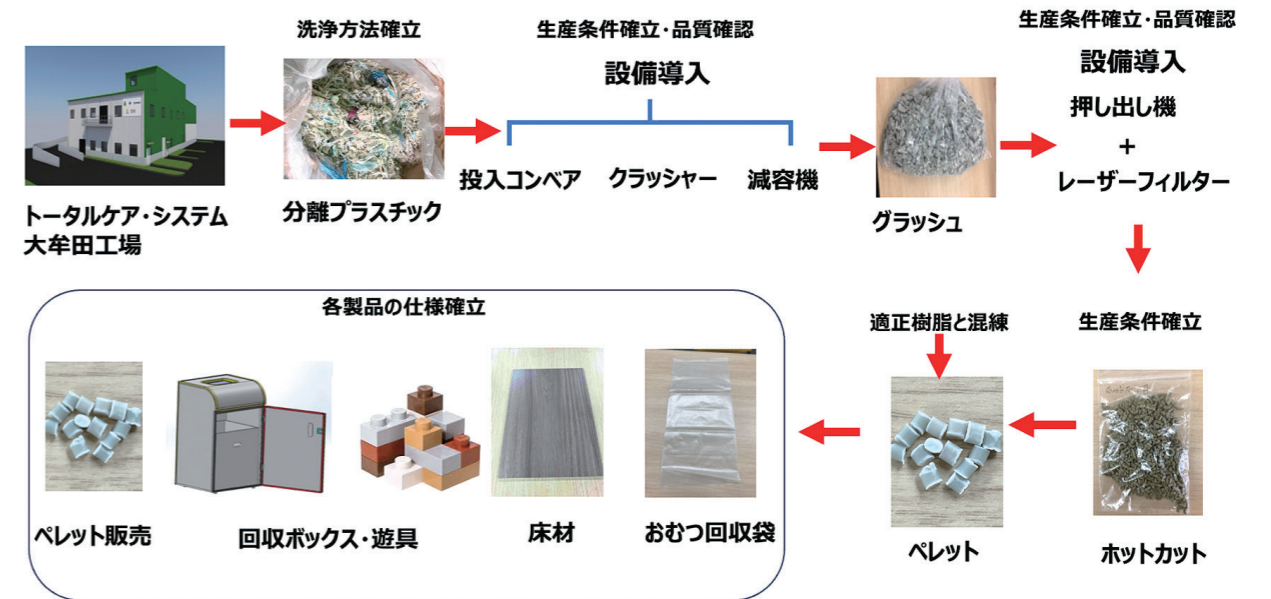 洗浄方法確立
生産条件確立・品質確認
設備導入
投入コンベア
クラッシャー
減容機
生産条件確立・品質確認
設備導入
押し出し機
+
レーザーフィルター
トータルケア・システム
大牟田工場
分離プラスチック
グラッシュ
各製品の仕様確立
適正樹脂と混練
生産条件確立
ペレット販売
回収ボックス・遊具
床材
おむつ回収袋
ペレット
ホットカット